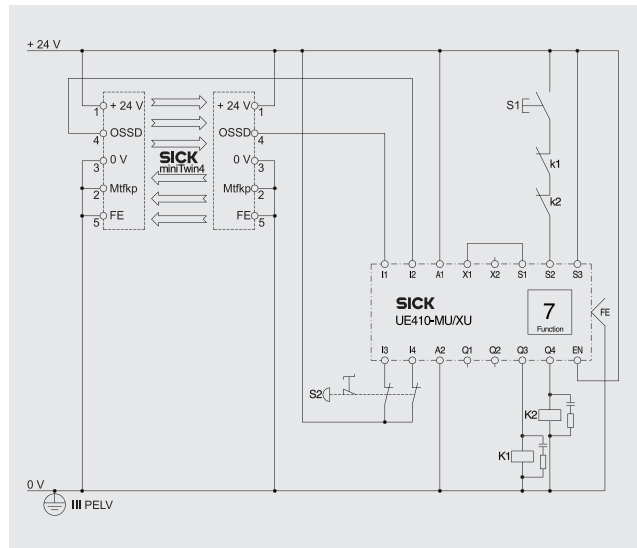 + 24 V
+ 24 V
1
OSSD
4
0 V
3
Mtfkp
2
FE
5
SICK
miniTwin4
+ 24 V
1
OSSD
4
0 V
3
Mtfkp
2
FE
5
S1
k1
k2
I1 I2 A1 X1 X2 S1 S2 S3
SICK
UE410-MU/XU
7
Function
FE
I3 I4 A2 Q1 Q2 Q3 Q4 EN
S2
K2
K1
0 V
III PELV